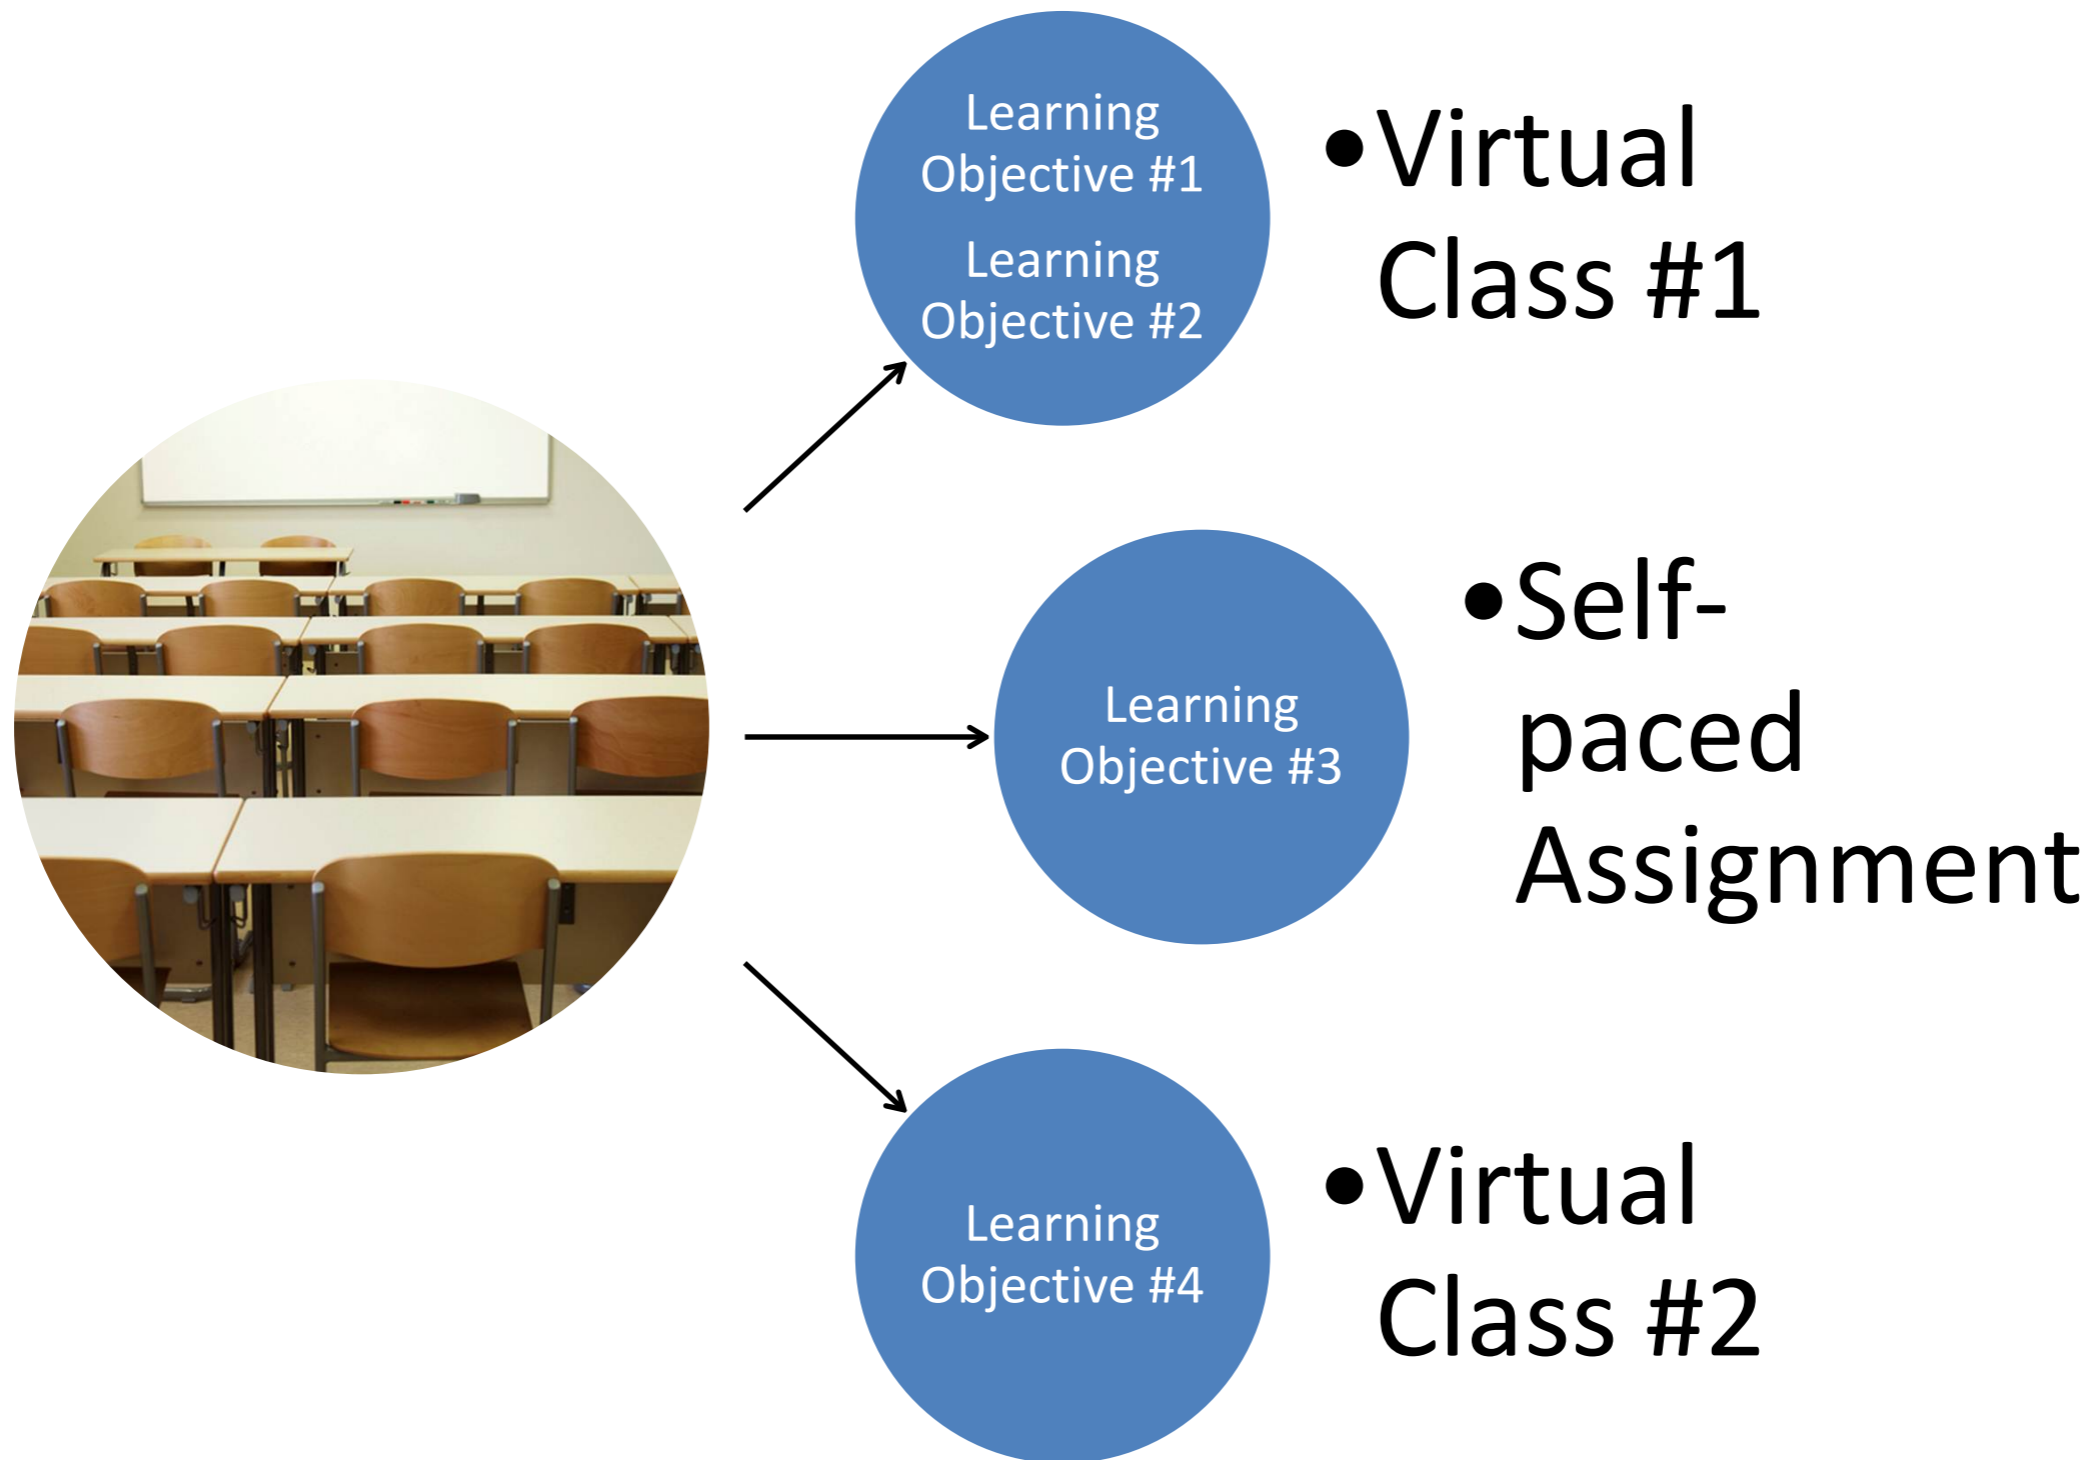 Learning
Objective #1
Learning
Objective #2
•Virtual
Class #1
Learning
Objective #3
•Self-
paced
Assignment
Learning
Objective #4
•Virtual
Class #2